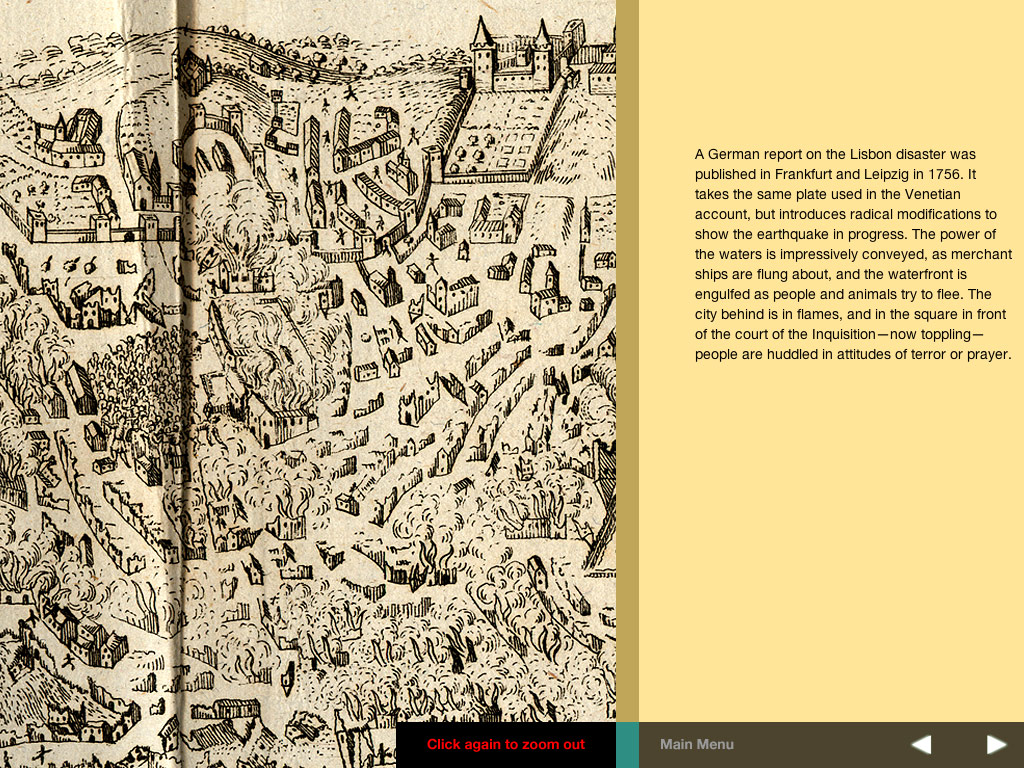 A German report on the Lisbon disaster was
published in Frankfurt and Leipzig in 1756. It
takes the same plate used in the Venetian
account, but introduces radical modifications to
show the earthquake in progress. The power of
the waters is impressively conveyed, as merchant
ships are flung about, and the waterfront is
engulfed as people and animals try to flee. The
city behind is in flames, and in the square in front
of the court of the Inquisition—now toppling—
people are huddled in attitudes of terror or prayer.
Click again to zoom out
Main Menu